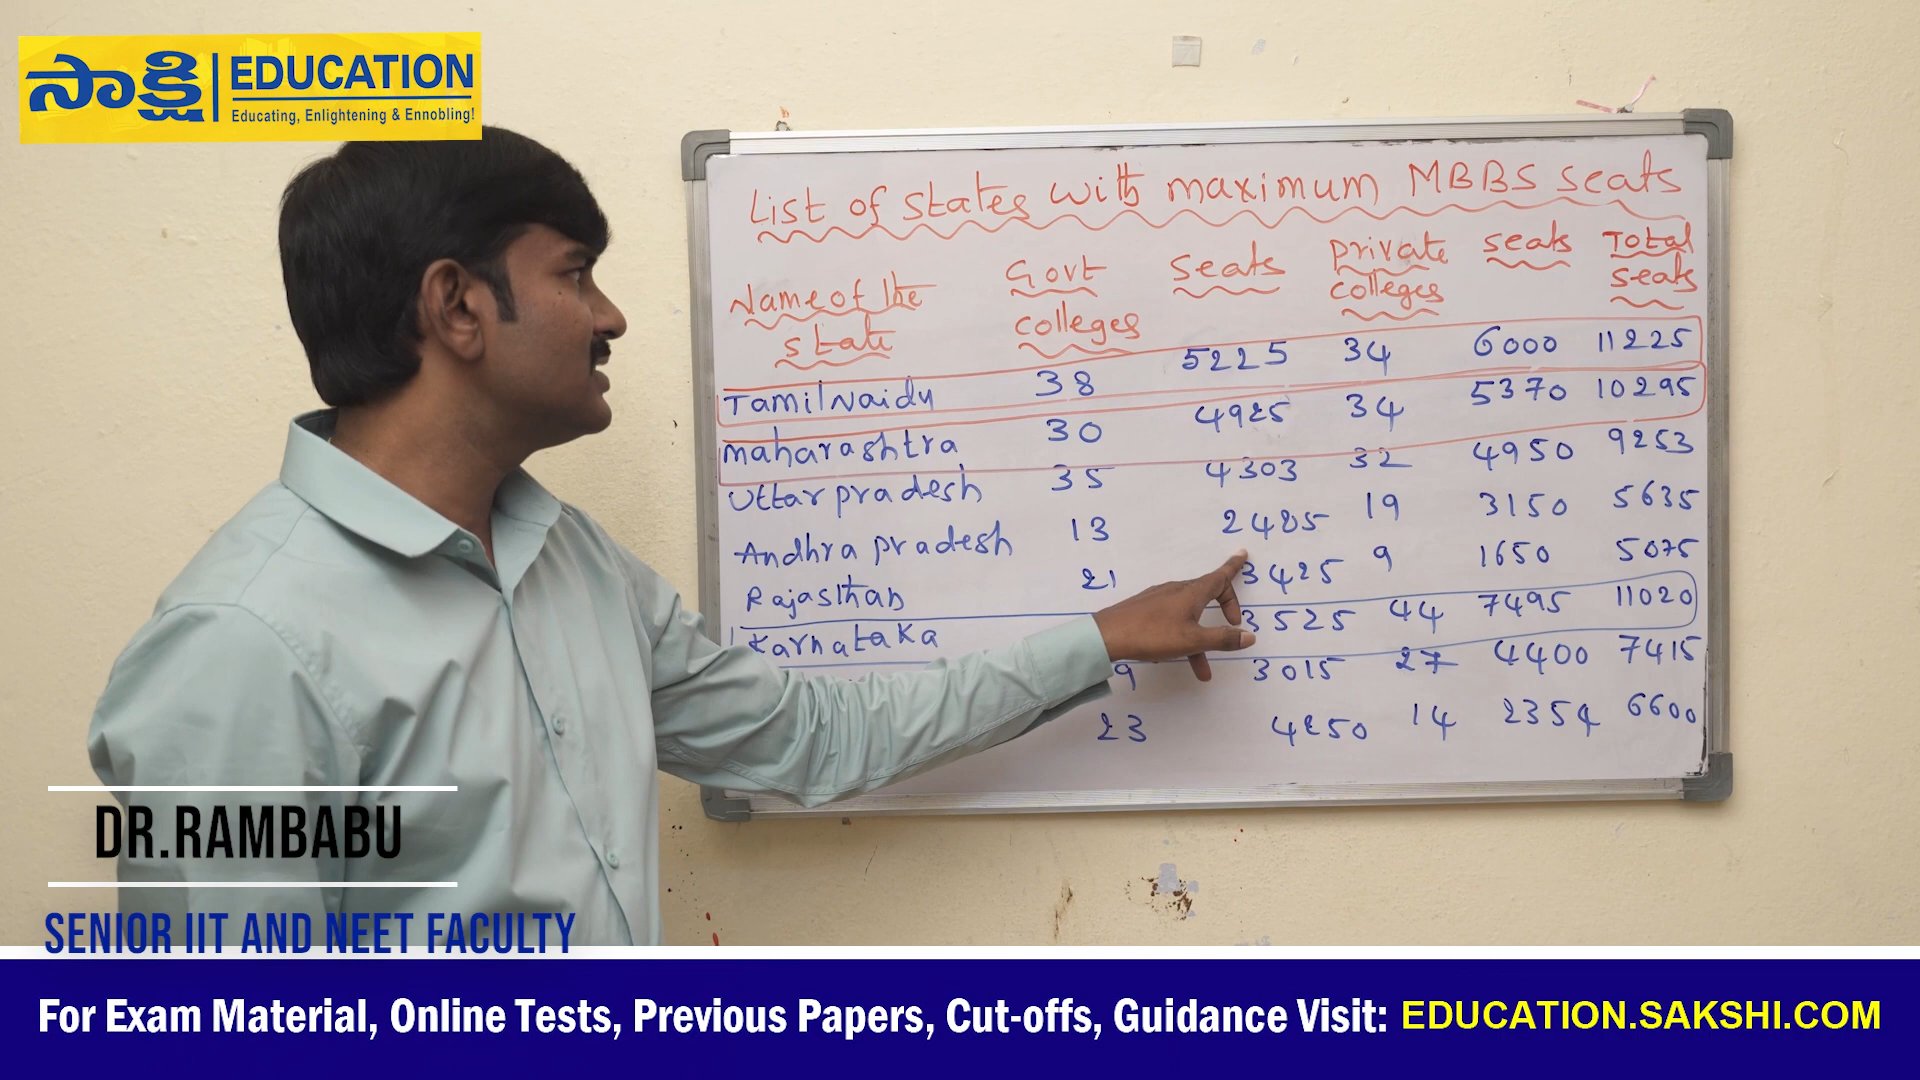 సాక్షి EDUCATION
Educating, Enlightening & Ennobling!
List of states with maximum MBBS seats
Name of the state Govt colleges seats private colleges seats Total seats
TamilNaidu 38 5225 34 6000 11225
maharashtra 30 4925 34 5370 10295
Uttar pradesh 35 4303 32 4950 9253
Andhra pradesh 13 2485 19 3150 5635
Rajasthan 21 3425 9 1650 5075
Karnataka 3525 44 7495 11020
9 3015 27 4400 7415
23 4250 14 2354 6600
DR.RAMBABU
SENIOR IIT AND NEET FACULTY
For Exam Material, Online Tests, Previous Papers, Cut-offs, Guidance Visit: EDUCATION.SAKSHI.COM